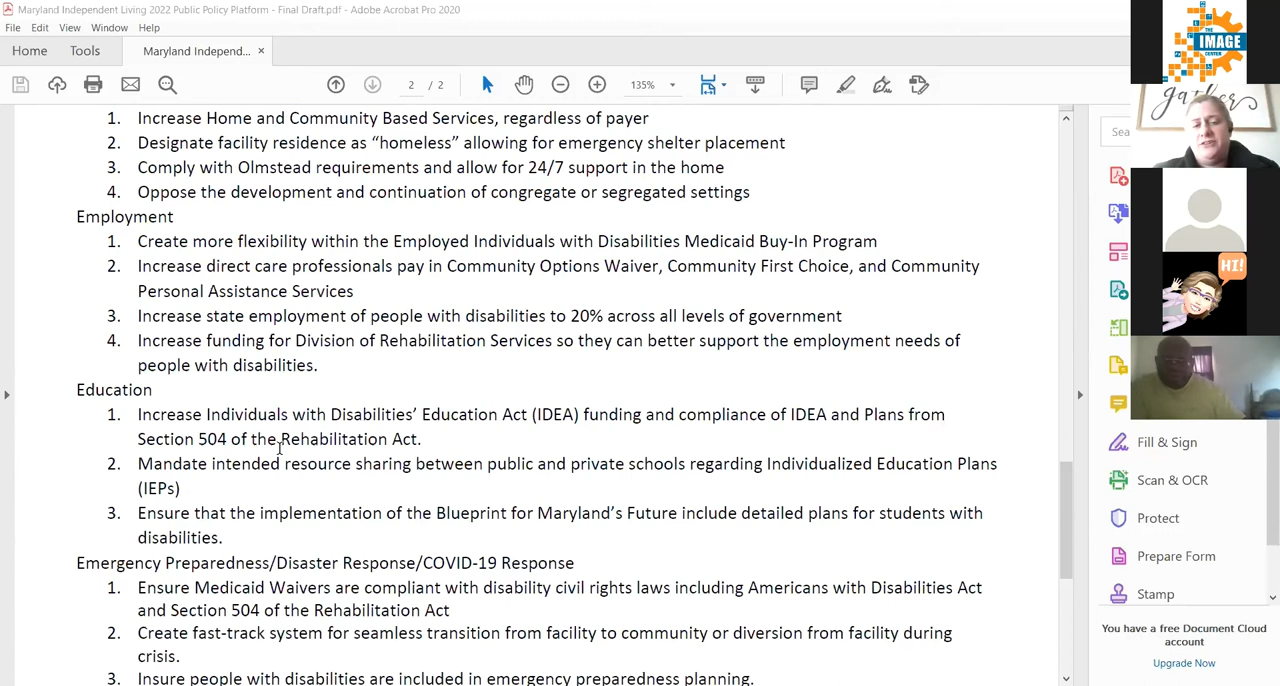 Maryland Independent Living 2022 Public Policy Platform - Final Draft.pdf - Adobe Acrobat Pro 2020
File Edit View Window Help
Home Tools Maryland Independ... ×
2 / 2 135%
THE
IMAGE
CENTER
gather
HI!
1. Increase Home and Community Based Services, regardless of payer
2. Designate facility residence as “homeless” allowing for emergency shelter placement
3. Comply with Olmstead requirements and allow for 24/7 support in the home
4. Oppose the development and continuation of congregate or segregated settings
Employment
1. Create more flexibility within the Employed Individuals with Disabilities Medicaid Buy-In Program
2. Increase direct care professionals pay in Community Options Waiver, Community First Choice, and Community
Personal Assistance Services
3. Increase state employment of people with disabilities to 20% across all levels of government
4. Increase funding for Division of Rehabilitation Services so they can better support the employment needs of
people with disabilities.
Education
1. Increase Individuals with Disabilities’ Education Act (IDEA) funding and compliance of IDEA and Plans from
Section 504 of the Rehabilitation Act.
2. Mandate intended resource sharing between public and private schools regarding Individualized Education Plans
(IEPs)
3. Ensure that the implementation of the Blueprint for Maryland’s Future include detailed plans for students with
disabilities.
Emergency Preparedness/Disaster Response/COVID-19 Response
1. Ensure Medicaid Waivers are compliant with disability civil rights laws including Americans with Disabilities Act
and Section 504 of the Rehabilitation Act
2. Create fast-track system for seamless transition from facility to community or diversion from facility during
crisis.
3. Insure people with disabilities are included in emergency preparedness planning.
Sea
Fill & Sign
Scan & OCR
Protect
Prepare Form
Stamp
You have a free Document Cloud
account
Upgrade Now